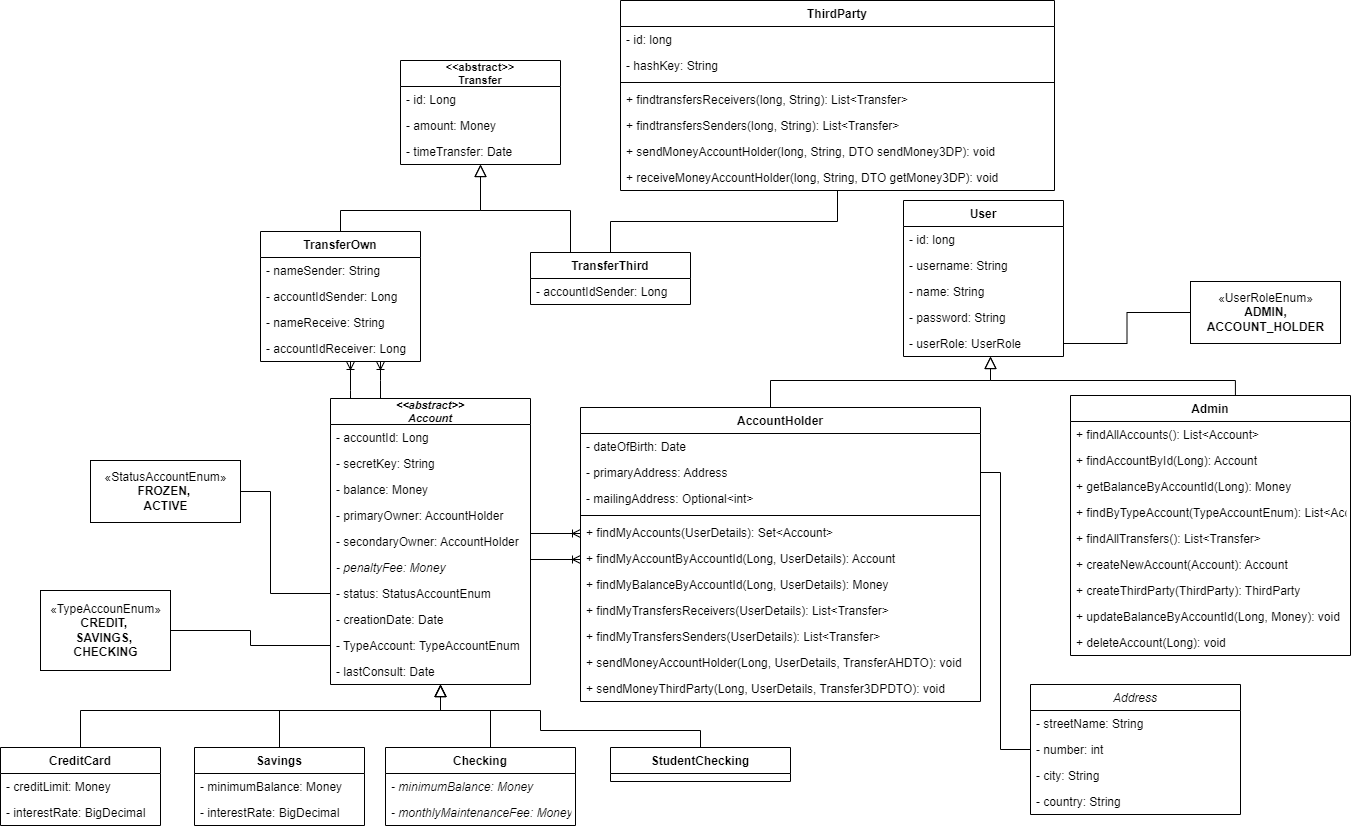 ThirdParty
- id: long
- hashKey: String
+ findtransfersReceivers(long, String): List<Transfer>
+ findtransfersSenders(long, String): List<Transfer>
+ sendMoneyAccountHolder(long, String, DTO sendMoney3DP): void
+ receiveMoneyAccountHolder(long, String, DTO getMoney3DP): void
<<abstract>>
Transfer
- id: Long
- amount: Money
- timeTransfer: Date
TransferOwn
- nameSender: String
- accountIdSender: Long
- nameReceive: String
- accountIdReceiver: Long
TransferThird
- accountIdSender: Long
User
- id: long
- username: String
- name: String
- password: String
- userRole: UserRole
«UserRoleEnum»
ADMIN,
ACCOUNT_HOLDER
<<abstract>>
Account
- accountId: Long
- secretKey: String
- balance: Money
- primaryOwner: AccountHolder
- secondaryOwner: AccountHolder
- penaltyFee: Money
- status: StatusAccountEnum
- creationDate: Date
- TypeAccount: TypeAccountEnum
- lastConsult: Date
«StatusAccountEnum»
FROZEN,
ACTIVE
«TypeAccounEnum»
CREDIT,
SAVINGS,
CHECKING
AccountHolder
- dateOfBirth: Date
- primaryAddress: Address
- mailingAddress: Optional<int>
+ findMyAccounts(UserDetails): Set<Account>
+ findMyAccountByAccountId(Long, UserDetails): Account
+ findMyBalanceByAccountId(Long, UserDetails): Money
+ findMyTransfersReceivers(UserDetails): List<Transfer>
+ findMyTransfersSenders(UserDetails): List<Transfer>
+ sendMoneyAccountHolder(Long, UserDetails, TransferAHDTO): void
+ sendMoneyThirdParty(Long, UserDetails, Transfer3DPDTO): void
Admin
+ findAllAccounts(): List<Account>
+ findAccountById(Long): Account
+ getBalanceByAccountId(Long): Money
+ findByTypeAccount(TypeAccountEnum): List<Acc
+ findAllTransfers(): List<Transfer>
+ createNewAccount(Account): Account
+ createThirdParty(ThirdParty): ThirdParty
+ updateBalanceByAccountId(Long, Money): void
+ deleteAccount(Long): void
Address
- streetName: String
- number: int
- city: String
- country: String
CreditCard
- creditLimit: Money
- interestRate: BigDecimal
Savings
- minimumBalance: Money
- interestRate: BigDecimal
Checking
- minimumBalance: Money
- monthlyMaintenanceFee: Money
StudentChecking